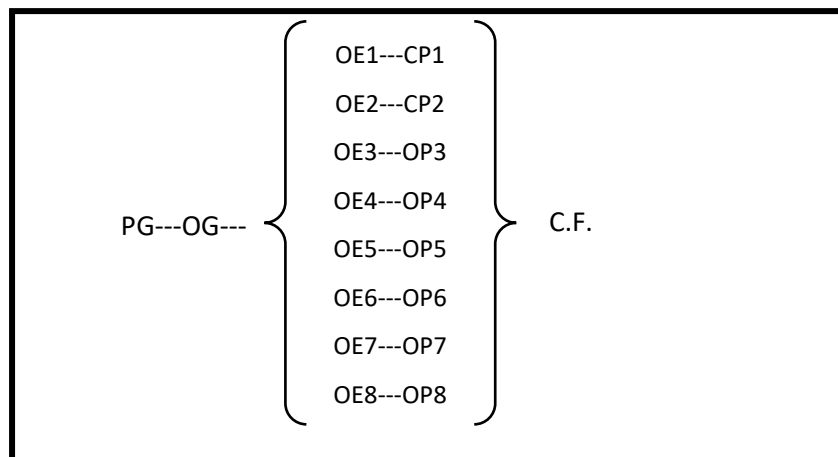 OE1---CP1
OE2---CP2
OE3---OP3
OE4---OP4
PG---OG---
C.F.
OE5---OP5
OE6---OP6
OE7---OP7
OE8---OP8